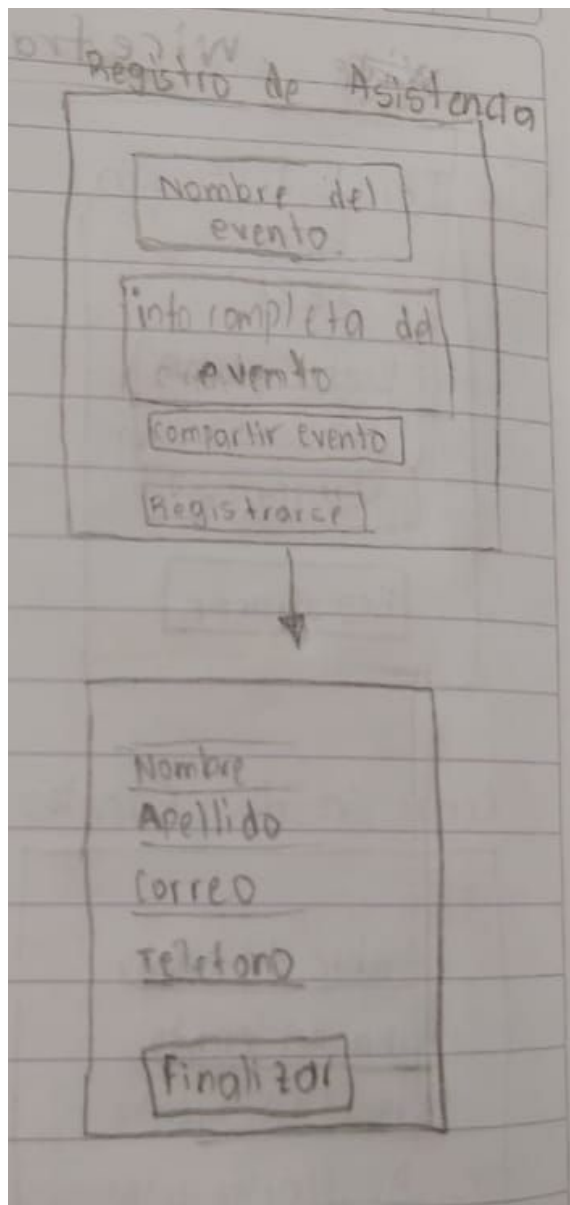 Registro de Asistencia
Nombre del
evento.
info completa del
evento
compartir evento
Registrarce
Nombre
Apellido
correo
Telefono
Finalizar